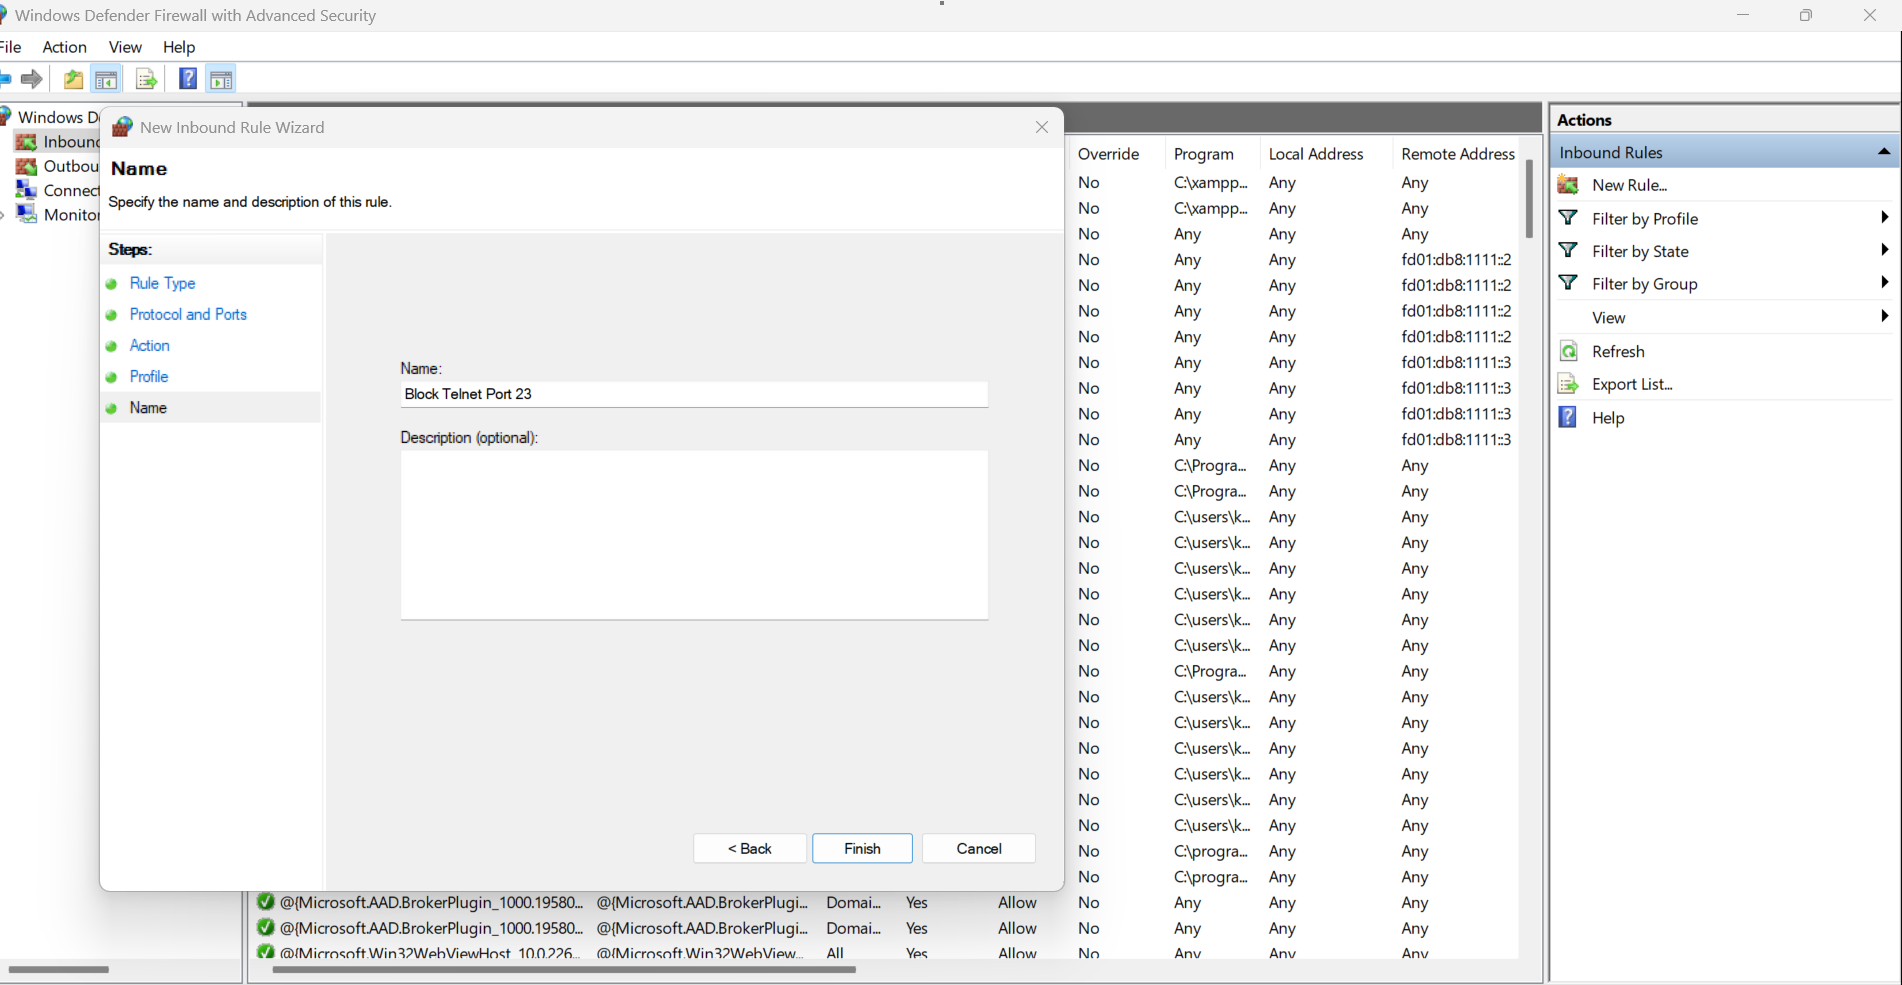 Windows Defender Firewall with Advanced Security
File Action View Help
Windows D
Inbound
Outbou
Connect
Monitor
New Inbound Rule Wizard
Name
Specify the name and description of this rule.
Steps:
Rule Type
Protocol and Ports
Action
Profile
Name
Name:
Block Telnet Port 23
Description (optional):
< Back Finish Cancel
Override Program Local Address Remote Address
No C:\xampp... Any Any
No C:\xampp... Any Any
No Any Any Any
No Any Any fd01:db8:1111::2
No Any Any fd01:db8:1111::2
No Any Any fd01:db8:1111::2
No Any Any fd01:db8:1111::2
No Any Any fd01:db8:1111::3
No Any Any fd01:db8:1111::3
No Any Any fd01:db8:1111::3
No Any Any fd01:db8:1111::3
No C:\Progra... Any Any
No C:\Progra... Any Any
No C:\users\k... Any Any
No C:\users\k... Any Any
No C:\users\k... Any Any
No C:\users\k... Any Any
No C:\users\k... Any Any
No C:\users\k... Any Any
No C:\Progra... Any Any
No C:\users\k... Any Any
No C:\users\k... Any Any
No C:\users\k... Any Any
No C:\users\k... Any Any
No C:\users\k... Any Any
No C:\users\k... Any Any
No C:\progra... Any Any
No C:\progra... Any Any
@{Microsoft.AAD.BrokerPlugin_1000.19580... @{Microsoft.AAD.BrokerPlugi... Domai... Yes Allow No Any Any Any
@{Microsoft.AAD.BrokerPlugin_1000.19580... @{Microsoft.AAD.BrokerPlugi... Domai... Yes Allow No Any Any Any
@{Microsoft.Win32WebViewHost_10.0.226... @{Microsoft.Win32WebView... All Yes Allow No Any Any Any
Actions
Inbound Rules
New Rule...
Filter by Profile
Filter by State
Filter by Group
View
Refresh
Export List...
Help